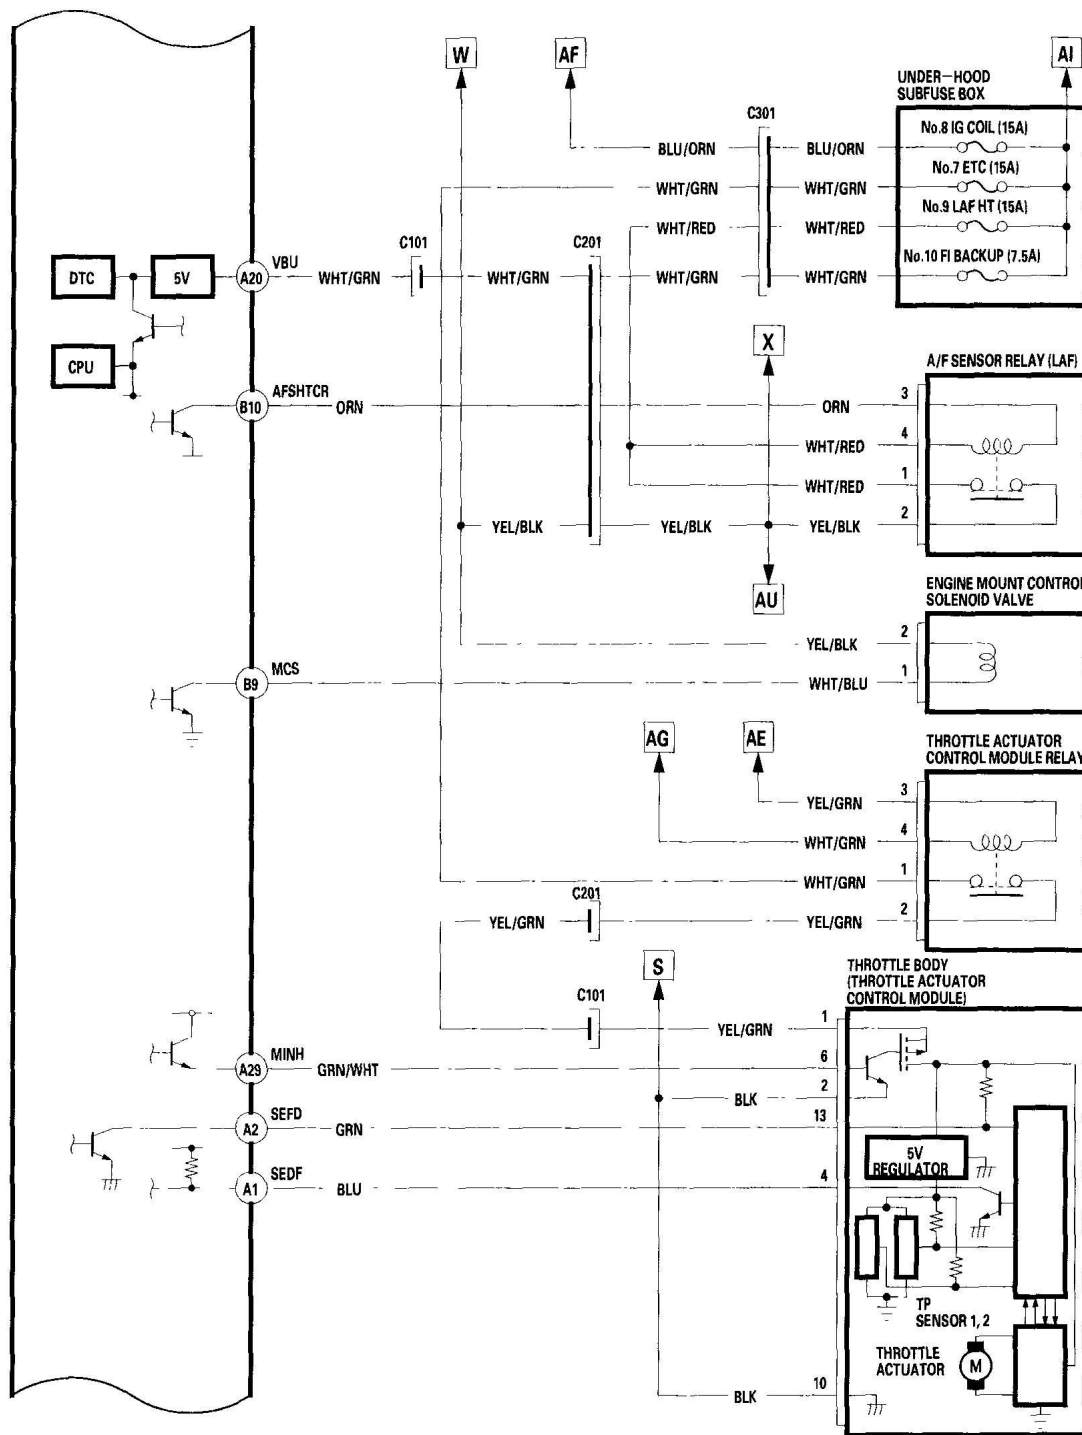 W
AF
AI
UNDER-HOOD
SUBFUSE BOX
C301
No.8 IG COIL (15A)
BLU/ORN
BLU/ORN
No.7 ETC (15A)
WHT/GRN
WHT/GRN
No.9 LAF HT (15A)
WHT/RED
WHT/RED
C101
C201
No.10 FI BACKUP (7.5A)
VBU
DTC
5V
A20
WHT/GRN
WHT/GRN
WHT/GRN
WHT/GRN
CPU
X
A/F SENSOR RELAY (LAF)
AFSHTCR
B10
ORN
ORN
3
WHT/RED
4
WHT/RED
1
YEL/BLK
YEL/BLK
YEL/BLK
2
AU
ENGINE MOUNT CONTROL
SOLENOID VALVE
YEL/BLK
2
MCS
B9
WHT/BLU
1
AG
AE
THROTTLE ACTUATOR
CONTROL MODULE RELAY
YEL/GRN
3
WHT/GRN
4
WHT/GRN
1
C201
YEL/GRN
YEL/GRN
2
S
THROTTLE BODY
(THROTTLE ACTUATOR
CONTROL MODULE)
C101
YEL/GRN
1
MINH
A29
GRN/WHT
6
BLK
2
SEFD
A2
GRN
13
5V
REGULATOR
SEDF
A1
BLU
4
TP
SENSOR 1, 2
THROTTLE
ACTUATOR
M
BLK
10